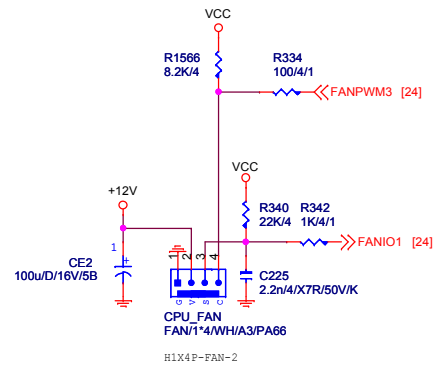 VCC
R1566
8.2K/4
R334
100/4/1
FANPWM3 [24]
VCC
+12V
R340
22K/4
R342
1K/4/1
FANIO1 [24]
1
+
CE2
100u/D/16V/5B
1 2 3 4
C225
2.2n/4/X7R/50V/K
G V S C
CPU_FAN
FAN/1*4/WH/A3/PA66
H1X4P-FAN-2